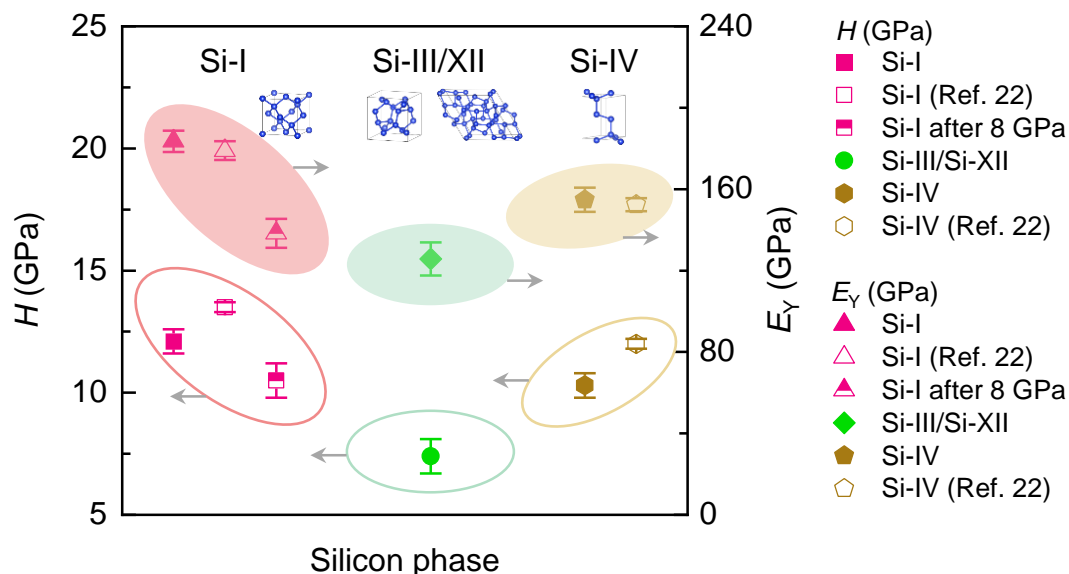 25
20
15
10
5
H (GPa)
Si-I
Si-III/XII
Si-IV
240
160
80
0
E_Y (GPa)
Silicon phase
H (GPa)
Si-I
Si-I (Ref. 22)
Si-I after 8 GPa
Si-III/Si-XII
Si-IV
Si-IV (Ref. 22)
E_Y (GPa)
Si-I
Si-I (Ref. 22)
Si-I after 8 GPa
Si-III/Si-XII
Si-IV
Si-IV (Ref. 22)